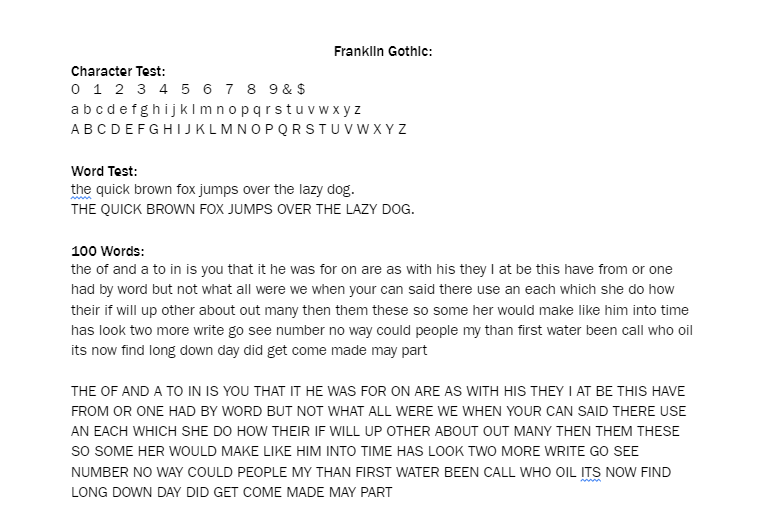 Franklin Gothic:
Character Test:
0 1 2 3 4 5 6 7 8 9 & $
a b c d e f g h i j k l m n o p q r s t u v w x y z
A B C D E F G H I J K L M N O P Q R S T U V W X Y Z
Word Test:
the quick brown fox jumps over the lazy dog.
THE QUICK BROWN FOX JUMPS OVER THE LAZY DOG.
100 Words:
the of and a to in is you that it he was for on are as with his they I at be this have from or one
had by word but not what all were we when your can said there use an each which she do how
their if will up other about out many then them these so some her would make like him into time
has look two more write go see number no way could people my than first water been call who oil
its now find long down day did get come made may part
THE OF AND A TO IN IS YOU THAT IT HE WAS FOR ON ARE AS WITH HIS THEY I AT BE THIS HAVE
FROM OR ONE HAD BY WORD BUT NOT WHAT ALL WERE WE WHEN YOUR CAN SAID THERE USE
AN EACH WHICH SHE DO HOW THEIR IF WILL UP OTHER ABOUT OUT MANY THEN THEM THESE
SO SOME HER WOULD MAKE LIKE HIM INTO TIME HAS LOOK TWO MORE WRITE GO SEE
NUMBER NO WAY COULD PEOPLE MY THAN FIRST WATER BEEN CALL WHO OIL ITS NOW FIND
LONG DOWN DAY DID GET COME MADE MAY PART